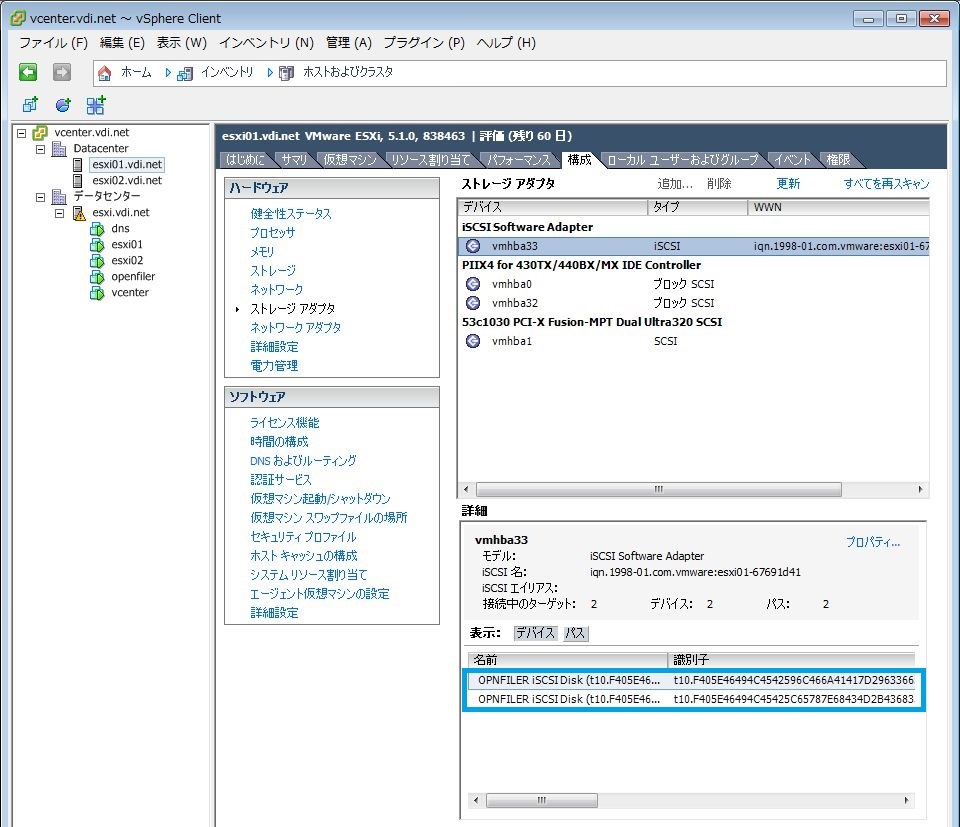 vcenter.vdi.net ～ vSphere Client
ファイル (F) 編集 (E) 表示 (W) インベントリ (N) 管理 (A) プラグイン (P) ヘルプ (H)
ホーム インベントリ ホストおよびクラスタ
vcenter.vdi.net
Datacenter
esxi01.vdi.net
esxi02.vdi.net
データセンター
esxi.vdi.net
dns
esxi01
esxi02
openfiler
vcenter
esxi01.vdi.net VMware ESXi, 5.1.0, 838463 | 評価 (残り 60 日)
はじめに サマリ 仮想マシン リソース割り当て パフォーマンス 構成 ローカル ユーザーおよびグループ イベント 権限
ハードウェア
健全性ステータス
プロセッサ
メモリ
ストレージ
ネットワーク
ストレージ アダプタ
ネットワーク アダプタ
詳細設定
電力管理
ソフトウェア
ライセンス機能
時間の構成
DNS およびルーティング
認証サービス
仮想マシン起動/シャットダウン
仮想マシン スワップファイルの場所
セキュリティ プロファイル
ホスト キャッシュの構成
システム リソース割り当て
エージェント仮想マシンの設定
詳細設定
ストレージ アダプタ 追加... 削除 更新 すべてを再スキャン
デバイス タイプ WWN
iSCSI Software Adapter
vmhba33 iSCSI iqn.1998-01.com.vmware:esxi01-67
PIIX4 for 430TX/440BX/MX IDE Controller
vmhba0 ブロック SCSI
vmhba32 ブロック SCSI
53c1030 PCI-X Fusion-MPT Dual Ultra320 SCSI
vmhba1 SCSI
詳細
vmhba33 プロパティ...
モデル: iSCSI Software Adapter
iSCSI 名: iqn.1998-01.com.vmware:esxi01-67691d41
iSCSI エイリアス:
接続中のターゲット: 2 デバイス: 2 パス: 2
表示: デバイス パス
名前 識別子
OPNFILER iSCSI Disk (t10.F405E46... t10.F405E46494C4542596C466A41417D2963366
OPNFILER iSCSI Disk (t10.F405E46... t10.F405E46494C45425C65787E68434D2B43683